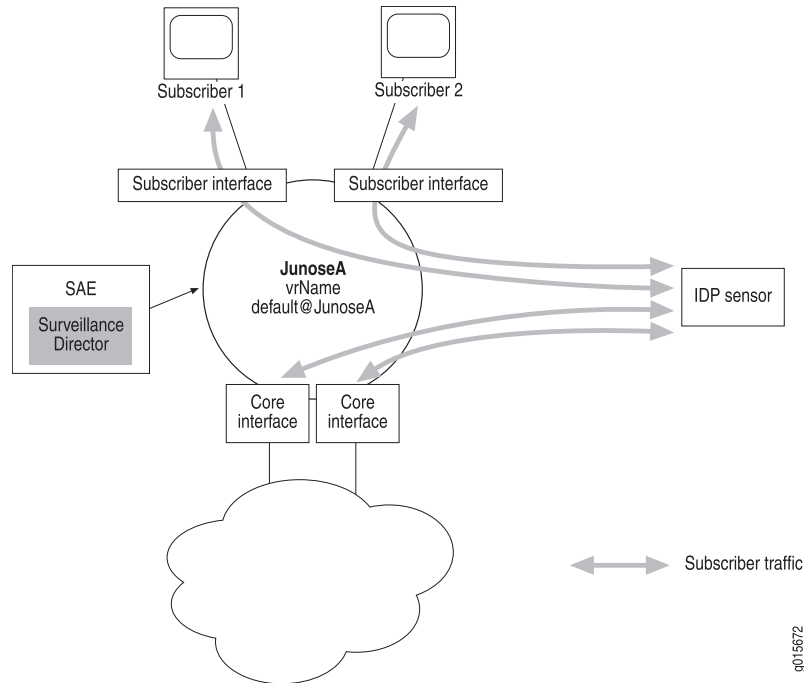 Subscriber 1
Subscriber 2
Subscriber interface
Subscriber interface
JunoseA
vrName
default@JunoseA
SAE
Surveillance
Director
IDP sensor
Core
interface
Core
interface
Subscriber traffic
g015672